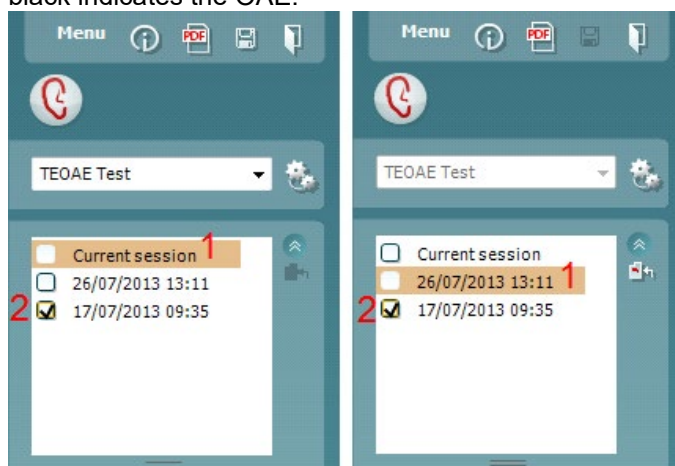 black indicates the OAE.
Menu
PDF
TEOAE Test
Current session 1
26/07/2013 13:11
2 17/07/2013 09:35
Menu
PDF
TEOAE Test
Current session
26/07/2013 13:11 1
2 17/07/2013 09:35